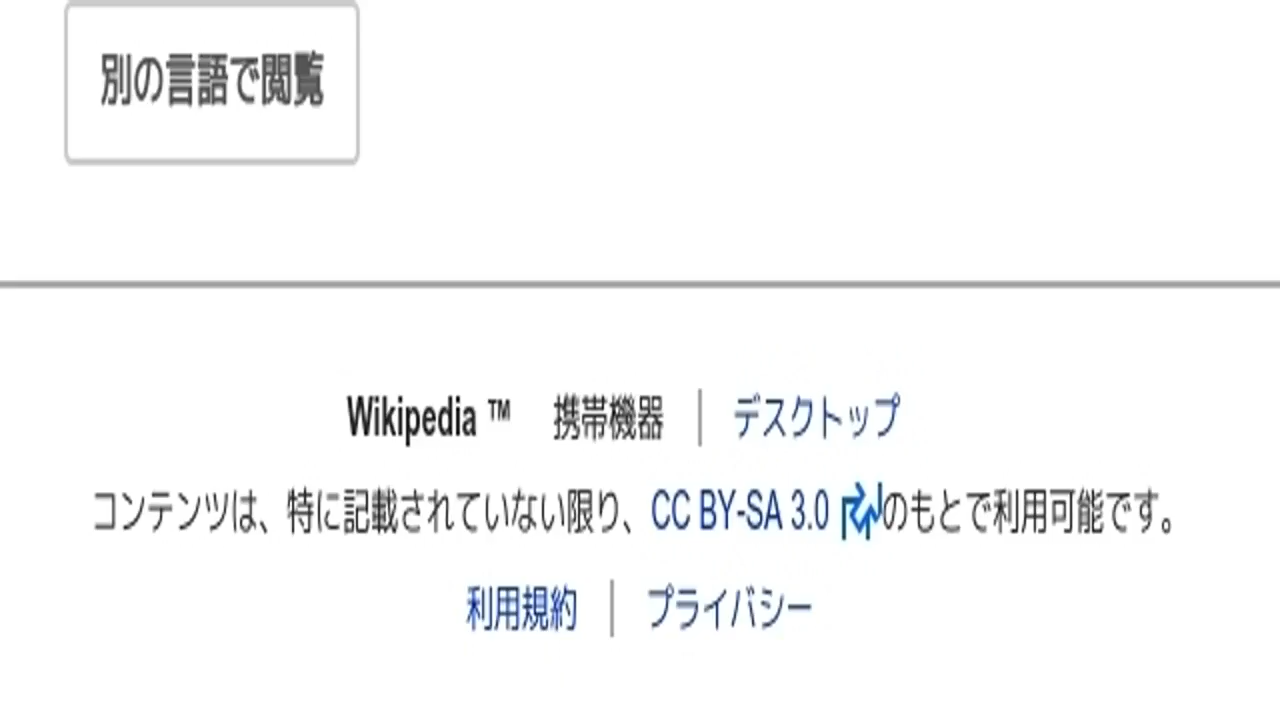 別の言語で閲覧
Wikipedia ™ 携帯機器 | デスクトップ
コンテンツは、特に記載されていない限り、CC BY-SA 3.0 のもとで利用可能です。
利用規約 | プライバシー